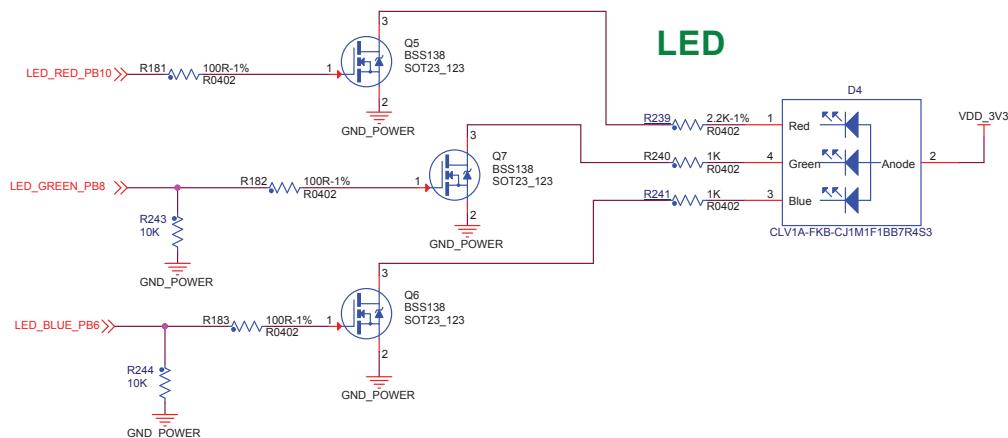 LED
3
Q5
BSS138
SOT23_123
LED_RED_PB10
R181
100R-1%
R0402
1
2
GND_POWER
D4
R239
2.2K-1%
R0402
1
Red
VDD_3V3
3
Q7
BSS138
SOT23_123
R240
1K
R0402
4
Green
Anode
2
LED_GREEN_PB8
R182
100R-1%
R0402
1
2
GND_POWER
R241
1K
R0402
3
Blue
CLV1A-FKB-CJ1M1F1BB7R4S3
R243
10K
GND_POWER
3
Q6
BSS138
SOT23_123
LED_BLUE_PB6
R183
100R-1%
R0402
1
2
GND_POWER
R244
10K
GND_POWER